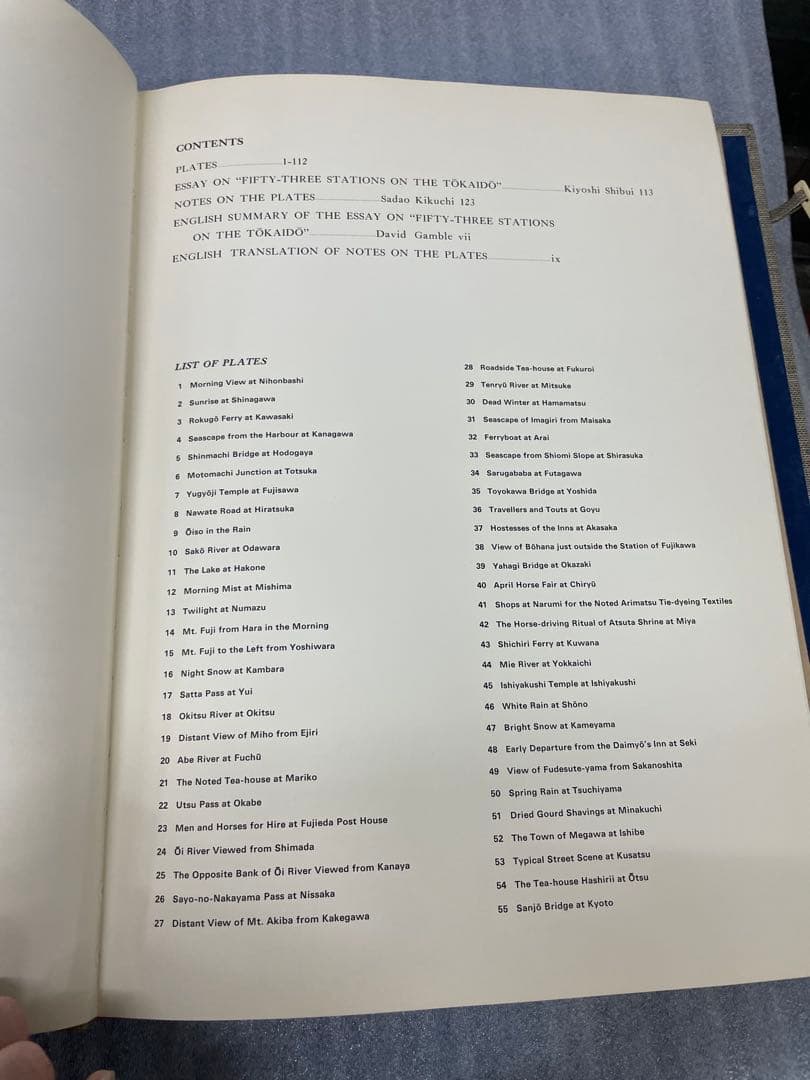 CONTENTS
PLATES 1-112
ESSAY ON "FIFTY-THREE STATIONS ON THE TŌKAIDŌ" Kiyoshi Shibui 113
NOTES ON THE PLATES Sadao Kikuchi 123
ENGLISH SUMMARY OF THE ESSAY ON "FIFTY-THREE STATIONS
ON THE TŌKAIDŌ" David Gamble vii
ENGLISH TRANSLATION OF NOTES ON THE PLATES ix
LIST OF PLATES
1 Morning View at Nihonbashi
2 Sunrise at Shinagawa
3 Rokugō Ferry at Kawasaki
4 Seascape from the Harbour at Kanagawa
5 Shinmachi Bridge at Hodogaya
6 Motomachi Junction at Totsuka
7 Yugyōji Temple at Fujisawa
8 Nawate Road at Hiratsuka
9 Ōiso in the Rain
10 Sakō River at Odawara
11 The Lake at Hakone
12 Morning Mist at Mishima
13 Twilight at Numazu
14 Mt. Fuji from Hara in the Morning
15 Mt. Fuji to the Left from Yoshiwara
16 Night Snow at Kambara
17 Satta Pass at Yui
18 Okitsu River at Okitsu
19 Distant View of Miho from Ejiri
20 Abe River at Fuchū
21 The Noted Tea-house at Mariko
22 Utsu Pass at Okabe
23 Men and Horses for Hire at Fujieda Post House
24 Ōi River Viewed from Shimada
25 The Opposite Bank of Ōi River Viewed from Kanaya
26 Sayo-no-Nakayama Pass at Nissaka
27 Distant View of Mt. Akiba from Kakegawa
28 Roadside Tea-house at Fukuroi
29 Tenryū River at Mitsuke
30 Dead Winter at Hamamatsu
31 Seascape of Imagiri from Maisaka
32 Ferryboat at Arai
33 Seascape from Shiomi Slope at Shirasuka
34 Sarugababa at Futagawa
35 Toyokawa Bridge at Yoshida
36 Travellers and Touts at Goyu
37 Hostesses of the Inns at Akasaka
38 View of Bōhana just outside the Station of Fujikawa
39 Yahagi Bridge at Okazaki
40 April Horse Fair at Chiryū
41 Shops at Narumi for the Noted Arimatsu Tie-dyeing Textiles
42 The Horse-driving Ritual of Atsuta Shrine at Miya
43 Shichiri Ferry at Kuwana
44 Mie River at Yokkaichi
45 Ishiyakushi Temple at Ishiyakushi
46 White Rain at Shōno
47 Bright Snow at Kameyama
48 Early Departure from the Daimyō's Inn at Seki
49 View of Fudesute-yama from Sakanoshita
50 Spring Rain at Tsuchiyama
51 Dried Gourd Shavings at Minakuchi
52 The Town of Megawa at Ishibe
53 Typical Street Scene at Kusatsu
54 The Tea-house Hashirii at Ōtsu
55 Sanjō Bridge at Kyoto